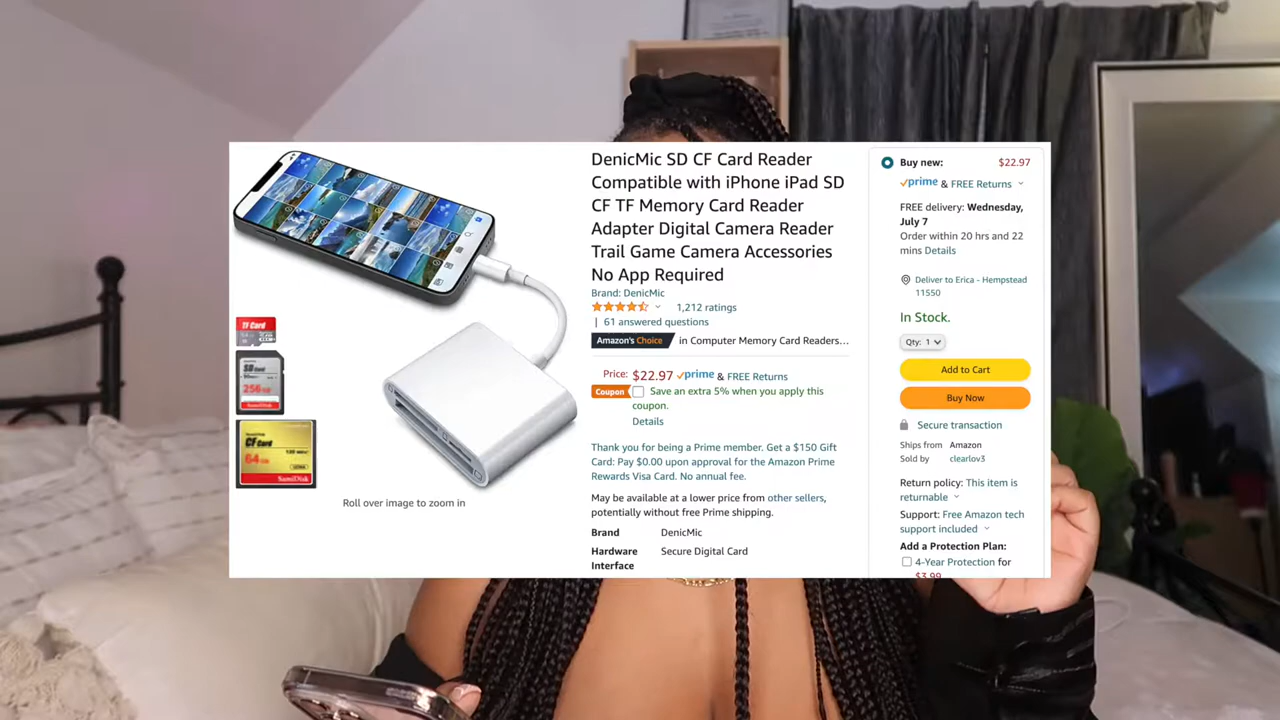 DenicMic SD CF Card Reader
Compatible with iPhone iPad SD
CF TF Memory Card Reader
Adapter Digital Camera Reader
Trail Game Camera Accessories
No App Required
Brand: DenicMic
1,212 ratings
| 61 answered questions
Amazon's Choice in Computer Memory Card Readers…
Price: $22.97 prime & FREE Returns
Coupon Save an extra 5% when you apply this
coupon.
Details
Thank you for being a Prime member. Get a $150 Gift
Card: Pay $0.00 upon approval for the Amazon Prime
Rewards Visa Card. No annual fee.
May be available at a lower price from other sellers,
potentially without free Prime shipping.
Brand DenicMic
Hardware Secure Digital Card
Interface
TF Card
SD Card
256
CF Card
64
SamDisk
Roll over image to zoom in
Buy new: $22.97
prime & FREE Returns
FREE delivery: Wednesday,
July 7
Order within 20 hrs and 22
mins Details
Deliver to Erica - Hempstead
11550
In Stock.
Qty: 1
Add to Cart
Buy Now
Secure transaction
Ships from Amazon
Sold by clearlov3
Return policy: This item is
returnable
Support: Free Amazon tech
support included
Add a Protection Plan:
4-Year Protection for
$3.99